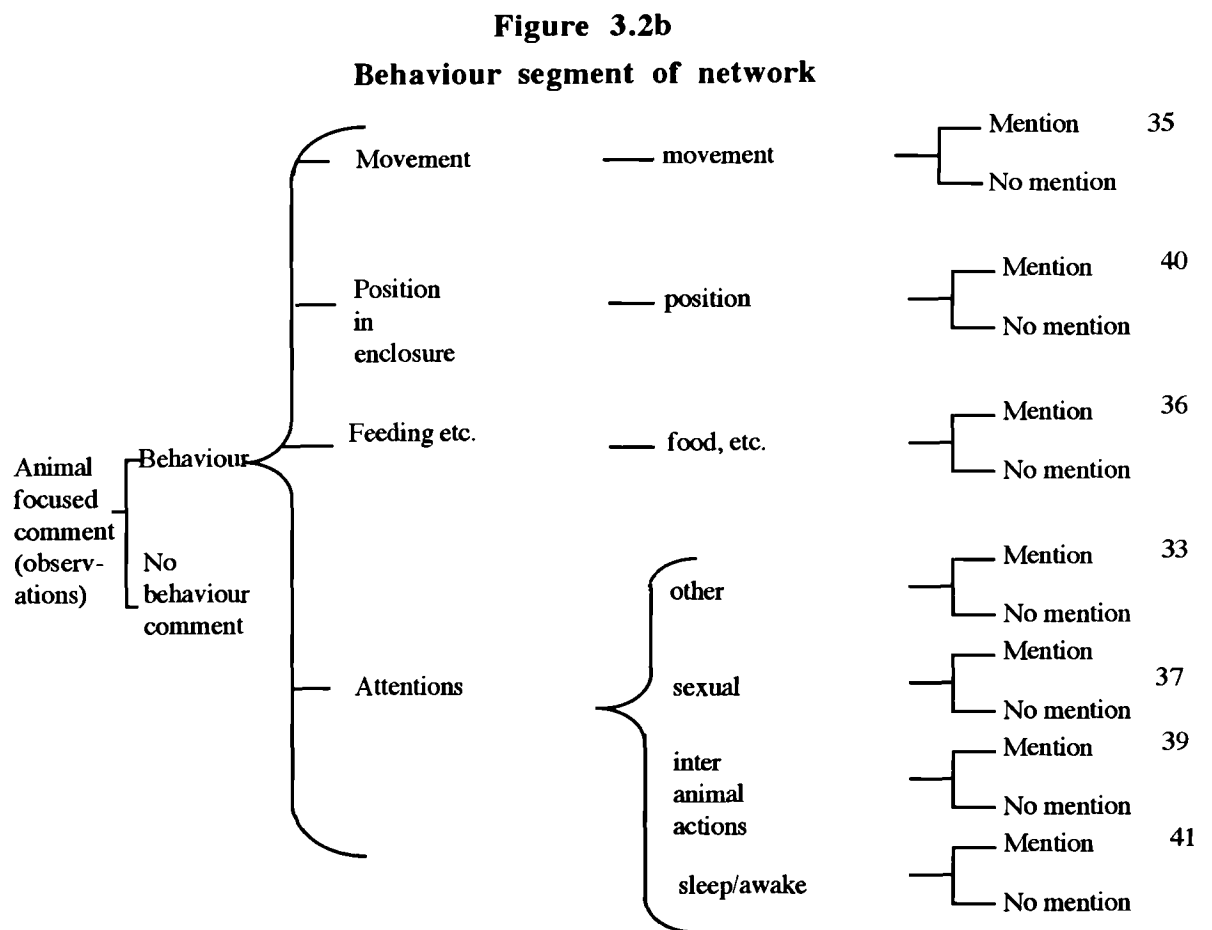 Figure 3.2b
Behaviour segment of network
Movement
movement
Mention 35
No mention
Position
in
enclosure
position
Mention 40
No mention
Feeding etc.
food, etc.
Mention 36
No mention
Animal
focused
comment
(observ-
ations)
Behaviour
No
behaviour
comment
Attentions
other
Mention 33
No mention
sexual
Mention
37
No mention
inter
animal
actions
Mention 39
No mention
sleep/awake
Mention 41
No mention